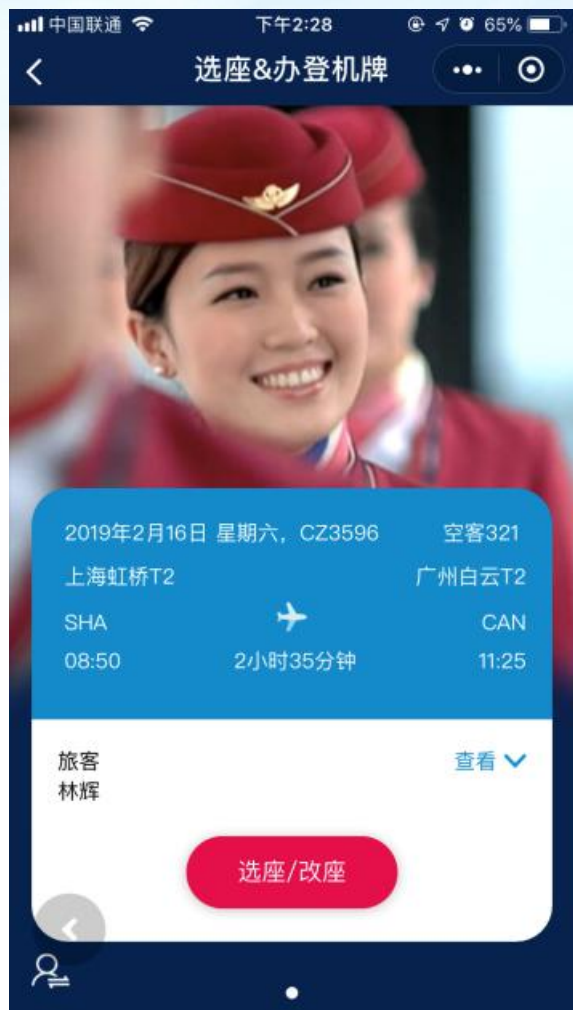 中国联通 下午2:28 65%
选座&办登机牌
2019年2月16日 星期六，CZ3596 空客321
上海虹桥T2 广州白云T2
SHA CAN
08:50 2小时35分钟 11:25
旅客 查看
林辉
选座/改座